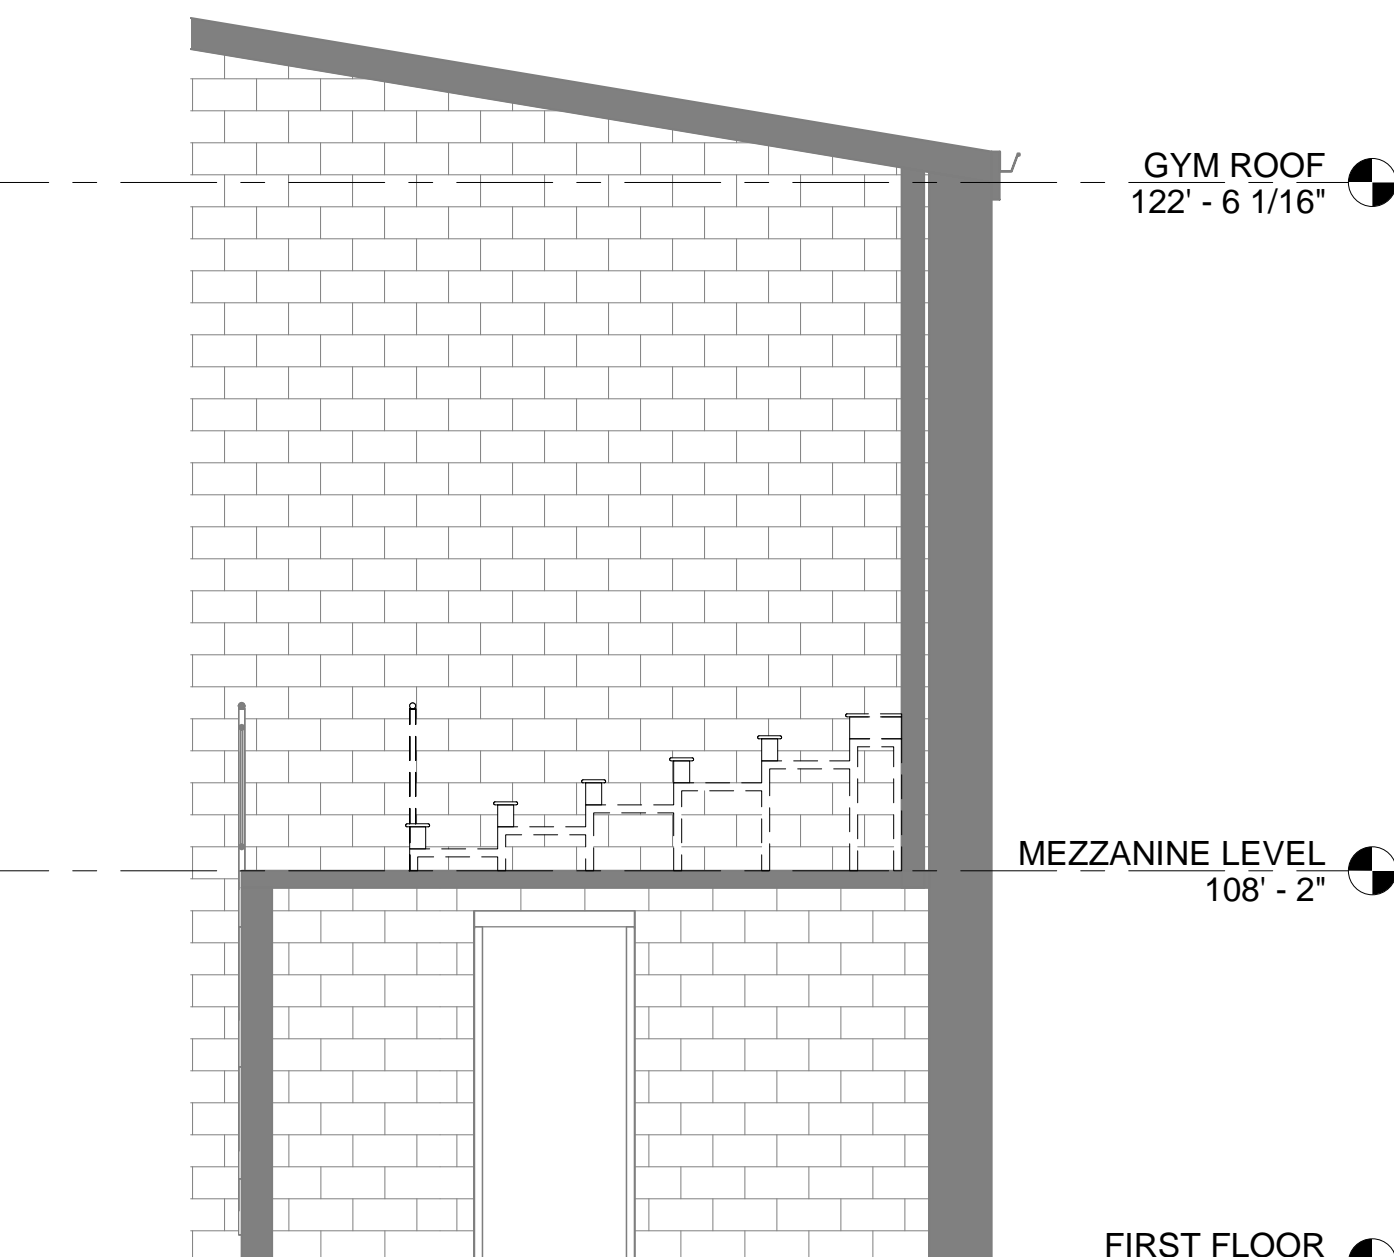 GYM ROOF
122' - 6 1/16"
MEZZANINE LEVEL
108' - 2"
FIRST FLOOR